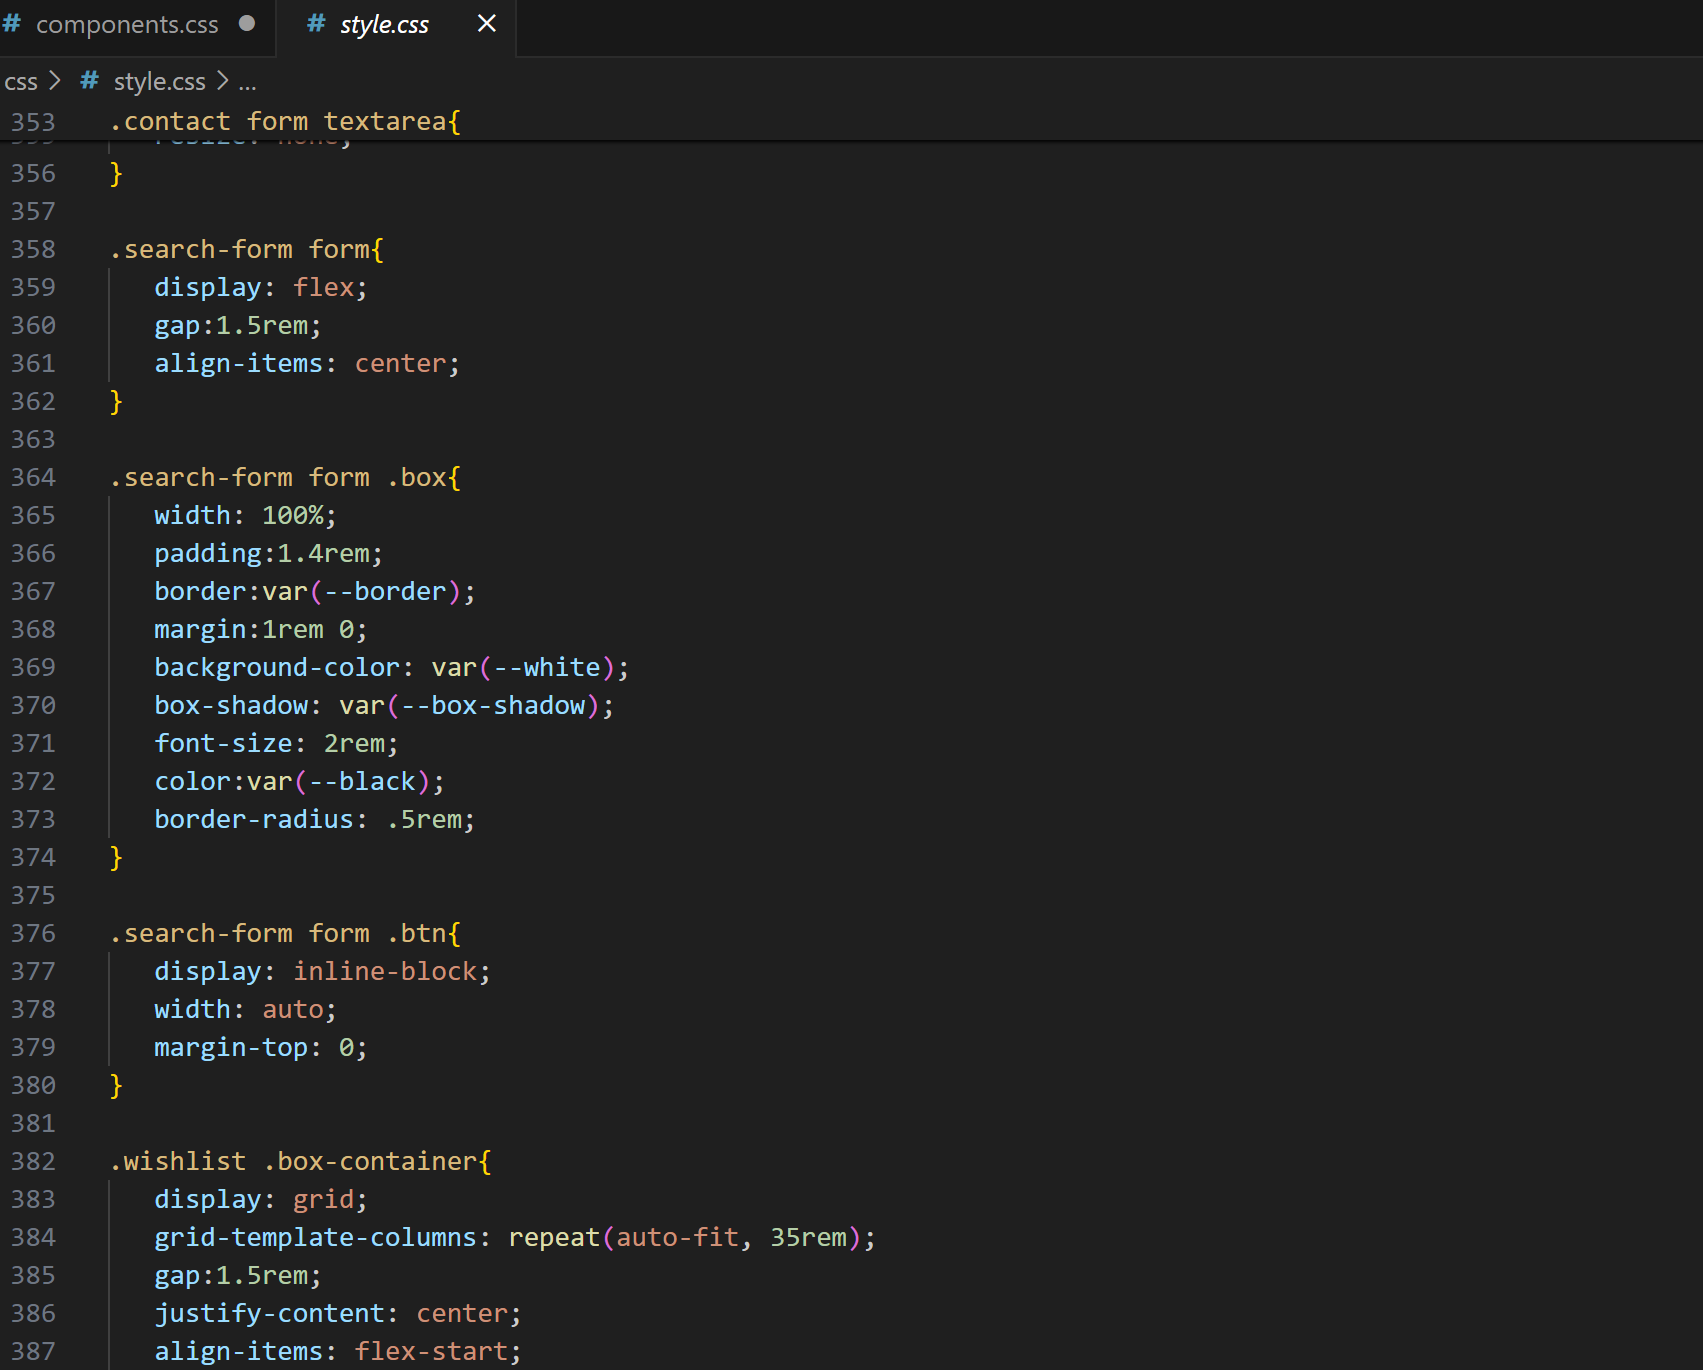 # components.css ●
# style.css ×
css > # style.css > ...
353 .contact form textarea{
355 resize: none;
356 }
357
358 .search-form form{
359 display: flex;
360 gap:1.5rem;
361 align-items: center;
362 }
363
364 .search-form form .box{
365 width: 100%;
366 padding:1.4rem;
367 border:var(--border);
368 margin:1rem 0;
369 background-color: var(--white);
370 box-shadow: var(--box-shadow);
371 font-size: 2rem;
372 color:var(--black);
373 border-radius: .5rem;
374 }
375
376 .search-form form .btn{
377 display: inline-block;
378 width: auto;
379 margin-top: 0;
380 }
381
382 .wishlist .box-container{
383 display: grid;
384 grid-template-columns: repeat(auto-fit, 35rem);
385 gap:1.5rem;
386 justify-content: center;
387 align-items: flex-start;